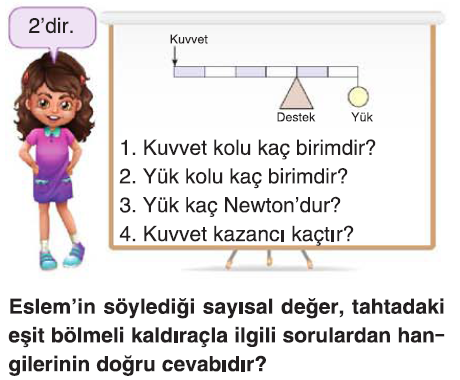 2'dir.
Kuvvet
Destek
Yük
1. Kuvvet kolu kaç birimdir?
2. Yük kolu kaç birimdir?
3. Yük kaç Newton'dur?
4. Kuvvet kazancı kaçtır?
Eslem'in söylediği sayısal değer, tahtadaki
eşit bölmeli kaldıraçla ilgili sorulardan han-
gilerinin doğru cevabıdır?